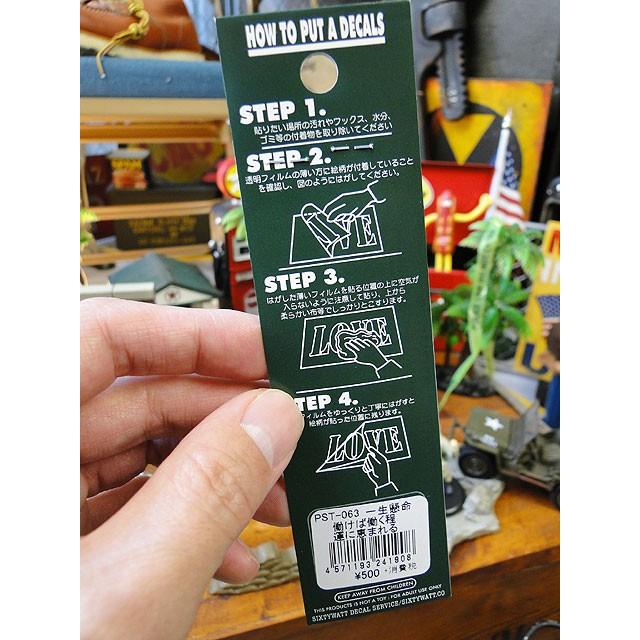 HOW TO PUT A DECALS
STEP 1.
貼りたい場所の汚れやワックス、水分、
ゴミ等の付着物を取り除いてください
STEP 2.
透明フィルムの薄い方に絵柄が付着していること
を確認し、図のようにはがしてください。
VE
STEP 3.
はがした薄いフィルムを貼る位置の上に空気が
入らないように注意して貼り、上から
柔らかい布等でしっかりとこすります。
LOVE
TEP 4.
フィルムをゆっくりと丁寧にはがすと
絵柄が貼った位置に残ります。
LOVE
PST-063 一生懸命
働けば働く程
運に恵まれる
4 571193 241908
¥500 +消費税
KEEP AWAY FROM CHILDREN
THIS PRODUCTS IS NOT A TOY : FOR ADULT USE ONLY
SIXTYWATT DECAL SERVICE/SIXTYWATT.CO